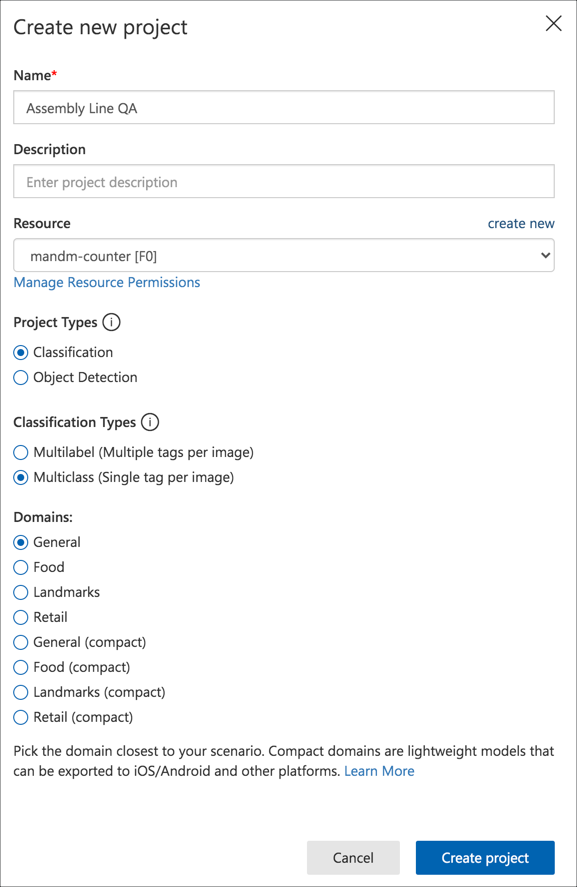 Create new project
Name*
Assembly Line QA
Description
Enter project description
Resource create new
mandm-counter [F0]
Manage Resource Permissions
Project Types
Classification
Object Detection
Classification Types
Multilabel (Multiple tags per image)
Multiclass (Single tag per image)
Domains:
General
Food
Landmarks
Retail
General (compact)
Food (compact)
Landmarks (compact)
Retail (compact)
Pick the domain closest to your scenario. Compact domains are lightweight models that
can be exported to iOS/Android and other platforms. Learn More
Cancel Create project